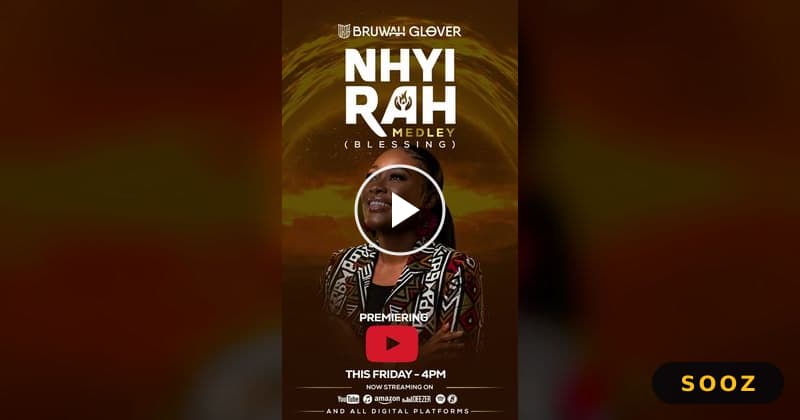 BRUWAH GLOVER
NHYI
RAH
MEDLEY
(BLESSING)
PREMIERING
THIS FRIDAY - 4PM
NOW STREAMING ON
YouTube amazon DEEZER
AND ALL DIGITAL PLATFORMS
SOOZ